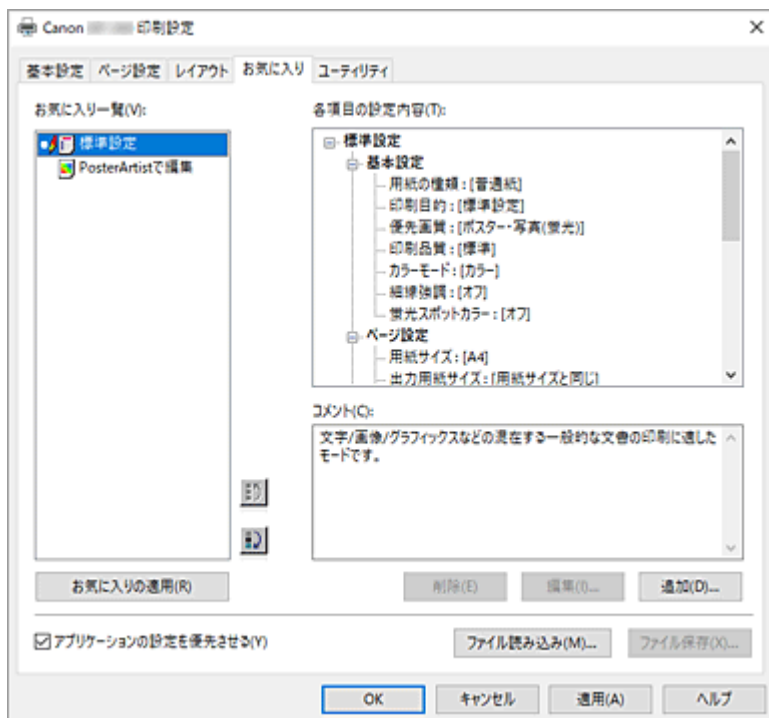 Canon 印刷設定
基本設定 ページ設定 レイアウト お気に入り ユーティリティ
お気に入り一覧(V):
標準設定
PosterArtistで編集
各項目の設定内容(T):
標準設定
基本設定
用紙の種類 : [普通紙]
印刷目的 : [標準設定]
優先画質 : [ポスター・写真(蛍光)]
印刷品質 : [標準]
カラーモード : [カラー]
細線強調 : [オフ]
蛍光スポットカラー : [オフ]
ページ設定
用紙サイズ : [A4]
出力用紙サイズ : [用紙サイズと同じ]
コメント(C):
文字/画像/グラフィックスなどの混在する一般的な文書の印刷に適した
モードです。
お気に入りの適用(R)
削除(E) 編集(I)... 追加(D)...
アプリケーションの設定を優先させる(Y)
ファイル読み込み(M)... ファイル保存(X)...
OK キャンセル 適用(A) ヘルプ